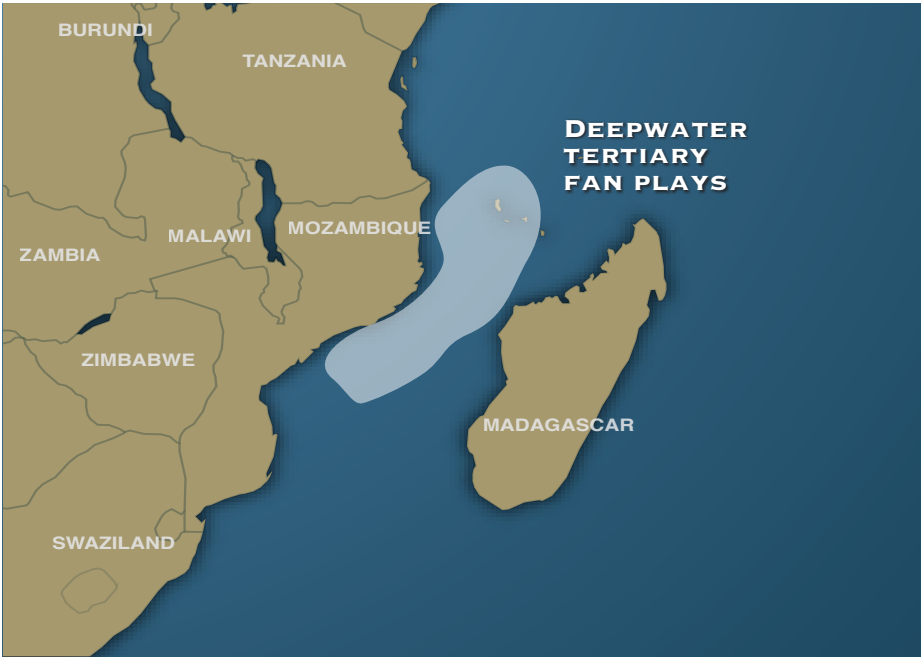 BURUNDI
TANZANIA
DEEPWATER
TERTIARY
FAN PLAYS
MALAWI
MOZAMBIQUE
ZAMBIA
ZIMBABWE
MADAGASCAR
SWAZILAND